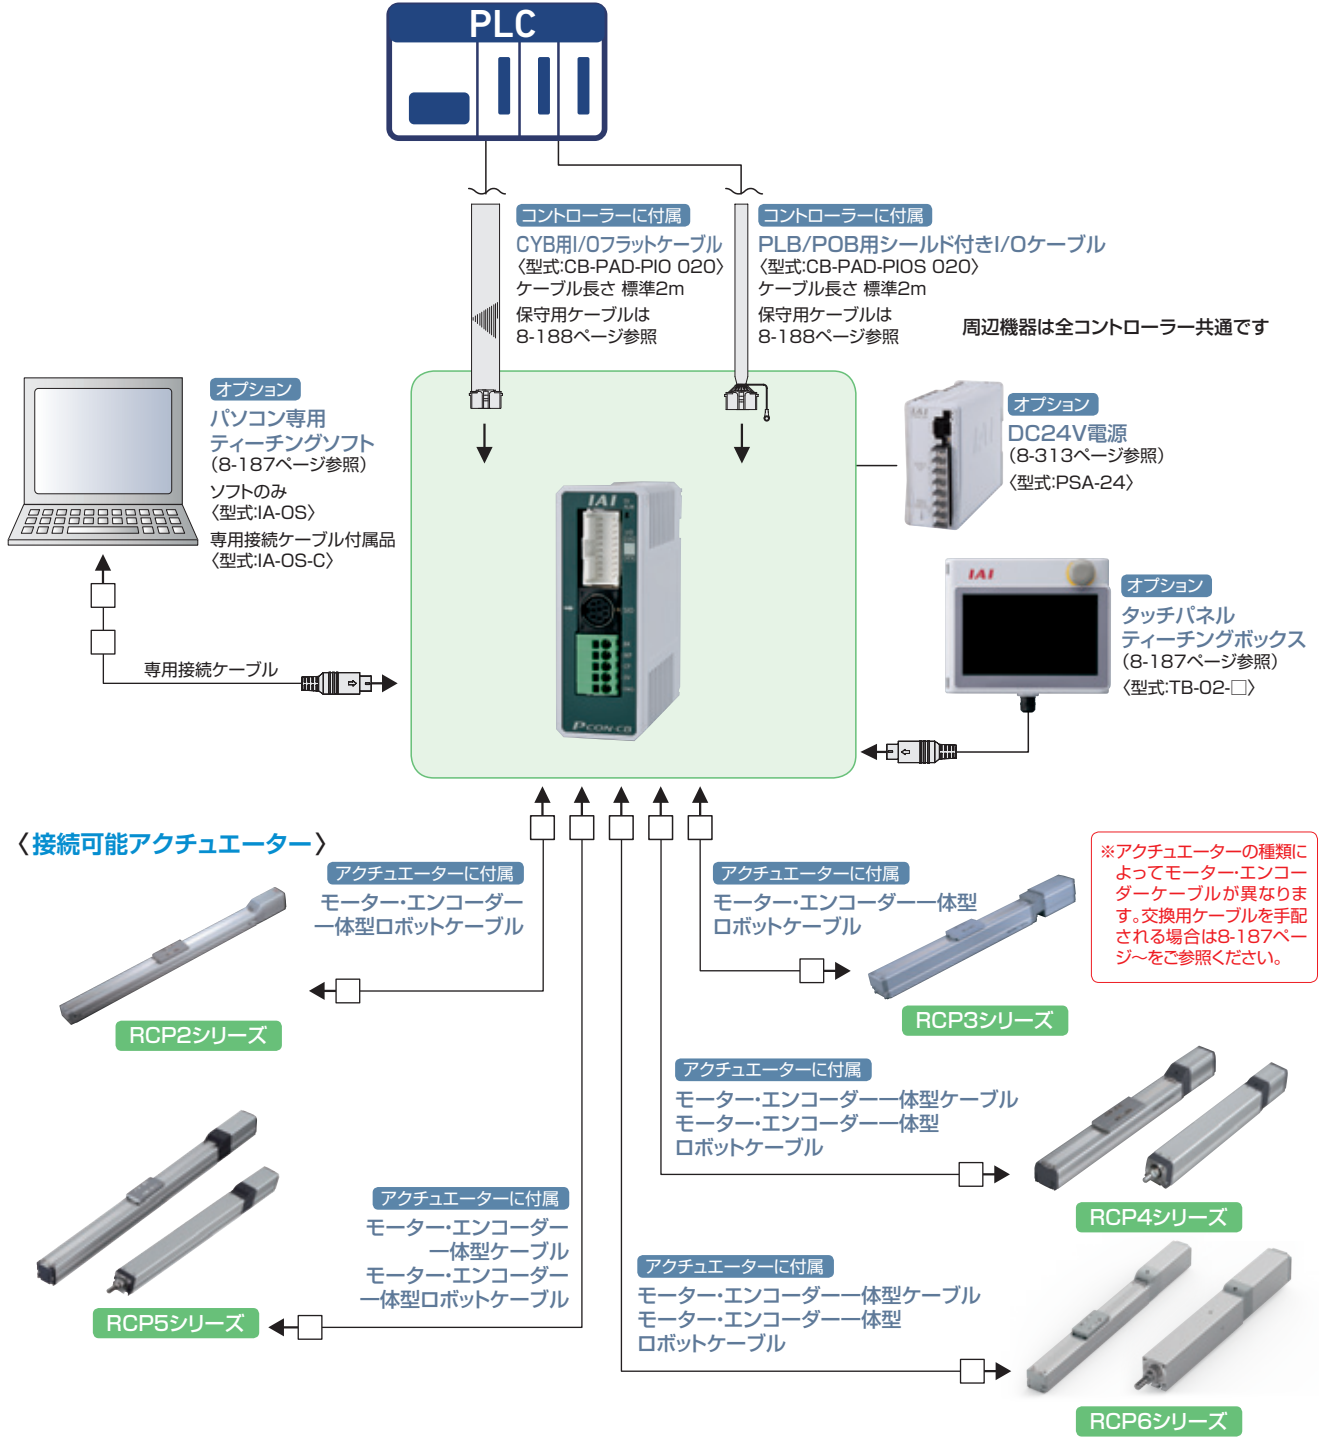 PLC
コントローラーに付属
CYB用I/Oフラットケーブル
〈型式:CB-PAD-PIO 020〉
ケーブル長さ 標準2m
保守用ケーブルは
8-188ページ参照
コントローラーに付属
PLB/POB用シールド付きI/Oケーブル
〈型式:CB-PAD-PIOS 020〉
ケーブル長さ 標準2m
保守用ケーブルは
8-188ページ参照
周辺機器は全コントローラー共通です
オプション
パソコン専用
ティーチングソフト
(8-187ページ参照)
ソフトのみ
〈型式:IA-OS〉
専用接続ケーブル付属品
〈型式:IA-OS-C〉
専用接続ケーブル
IAI
PCON-CB
IAI
オプション
DC24V電源
(8-313ページ参照)
〈型式:PSA-24〉
IAI
オプション
タッチパネル
ティーチングボックス
(8-187ページ参照)
〈型式:TB-02-□〉
〈接続可能アクチュエーター〉
アクチュエーターに付属
モーター・エンコーダー
一体型ロボットケーブル
RCP2シリーズ
アクチュエーターに付属
モーター・エンコーダー一体型
ロボットケーブル
RCP3シリーズ
※アクチュエーターの種類に
よってモーター・エンコー
ダーケーブルが異なりま
す。交換用ケーブルを手配
される場合は8-187ペー
ジ〜をご参照ください。
アクチュエーターに付属
モーター・エンコーダー一体型ケーブル
モーター・エンコーダー一体型
ロボットケーブル
RCP4シリーズ
アクチュエーターに付属
モーター・エンコーダー
一体型ケーブル
モーター・エンコーダー
一体型ロボットケーブル
RCP5シリーズ
アクチュエーターに付属
モーター・エンコーダー一体型ケーブル
モーター・エンコーダー一体型
ロボットケーブル
RCP6シリーズ